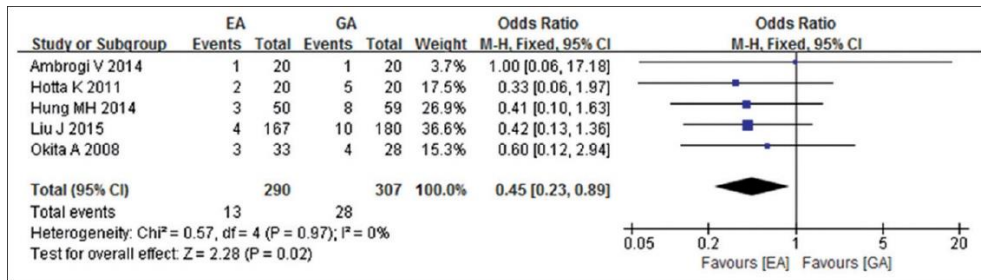 EA GA Odds Ratio Odds Ratio
Study or Subgroup Events Total Events Total Weight M-H, Fixed, 95% CI M-H, Fixed, 95% CI
Ambrogi V 2014 1 20 1 20 3.7% 1.00 [0.06, 17.18]
Hotta K 2011 2 20 5 20 17.5% 0.33 [0.06, 1.97]
Hung MH 2014 3 50 8 59 26.9% 0.41 [0.10, 1.63]
Liu J 2015 4 167 10 180 36.6% 0.42 [0.13, 1.36]
Okita A 2008 3 33 4 28 15.3% 0.60 [0.12, 2.94]
Total (95% CI) 290 307 100.0% 0.45 [0.23, 0.89]
Total events 13 28
Heterogeneity: Chi² = 0.57, df = 4 (P = 0.97); I² = 0%
Test for overall effect: Z = 2.28 (P = 0.02)
0.05 0.2 1 5 20
Favours [EA] Favours [GA]